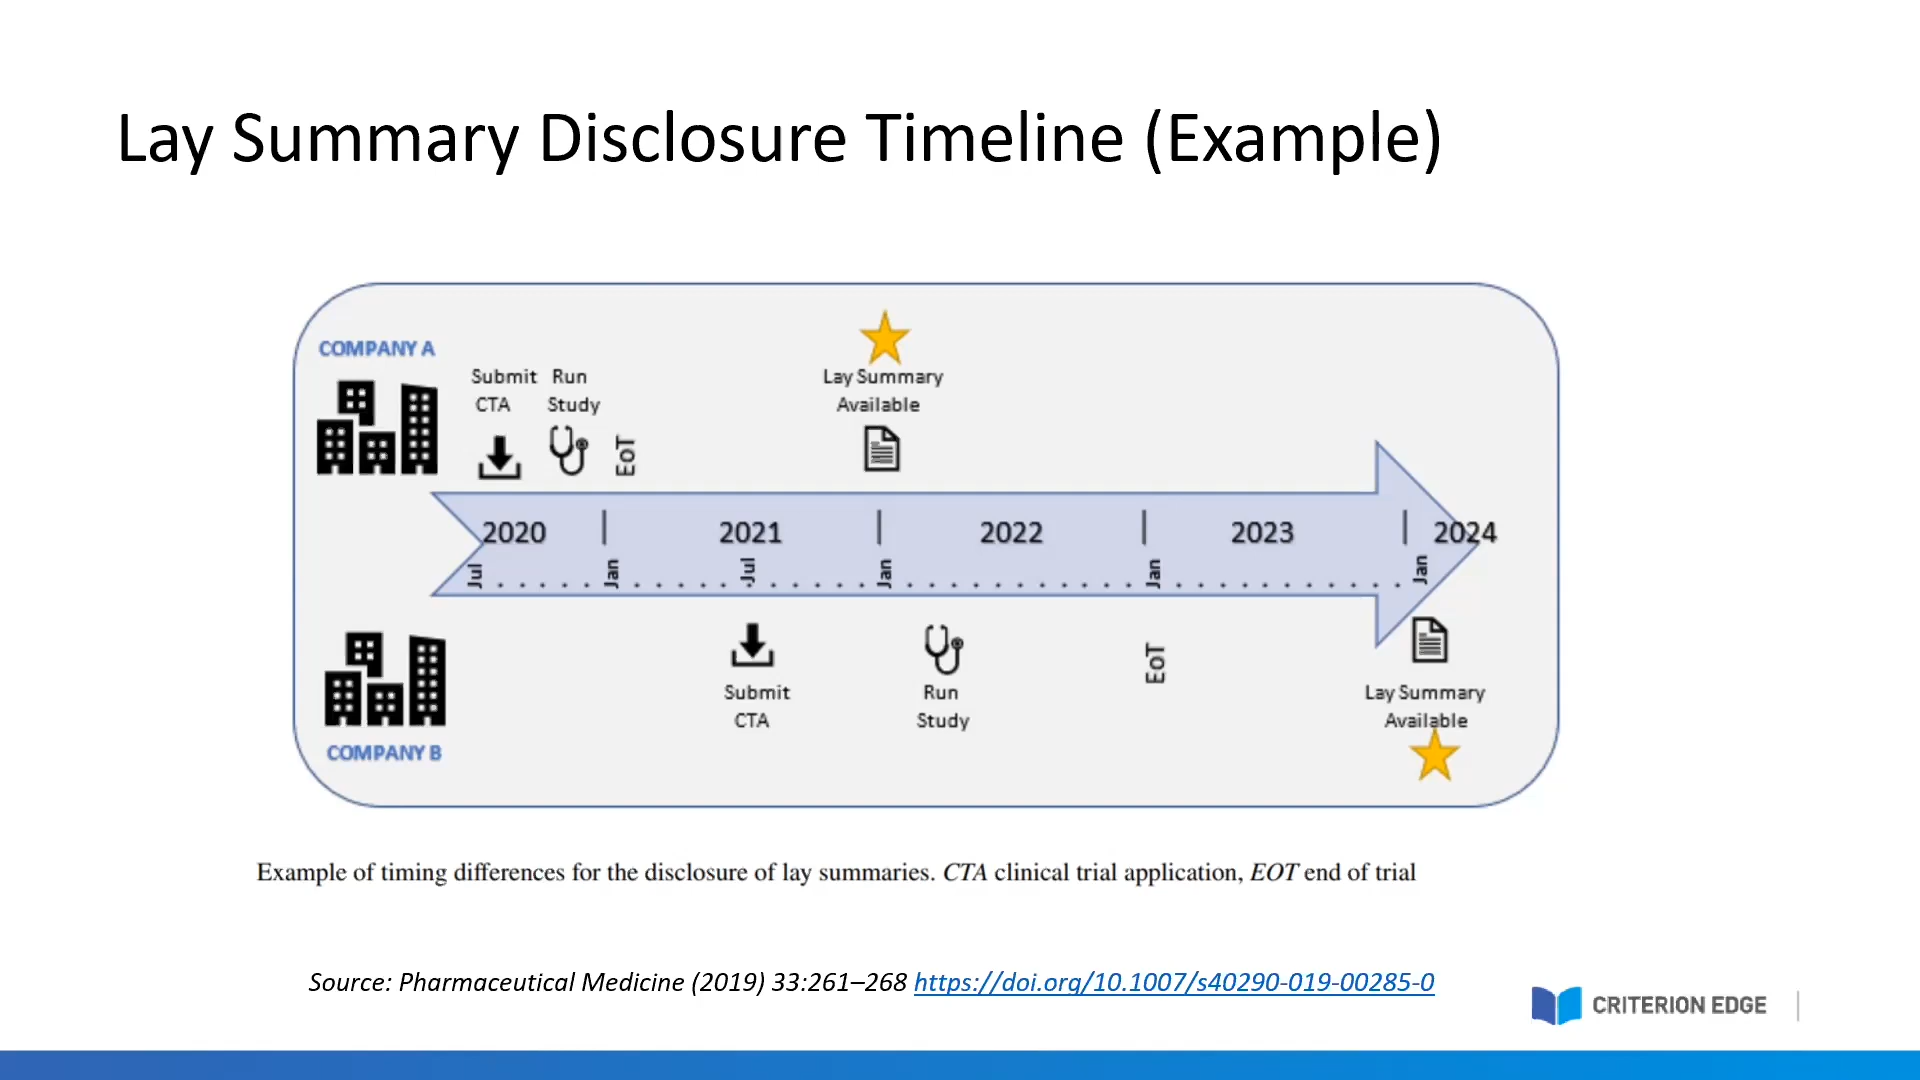 Lay Summary Disclosure Timeline (Example)
COMPANY A
Submit CTA
Run Study
EoT
Lay Summary
Available
2020
2021
2022
2023
2024
Jul
Jan
Jul
Jan
Jan
Jan
Submit
CTA
Run
Study
EoT
Lay Summary
Available
COMPANY B
Example of timing differences for the disclosure of lay summaries. CTA clinical trial application, EOT end of trial
Source: Pharmaceutical Medicine (2019) 33:261–268 https://doi.org/10.1007/s40290-019-00285-0
CRITERION EDGE